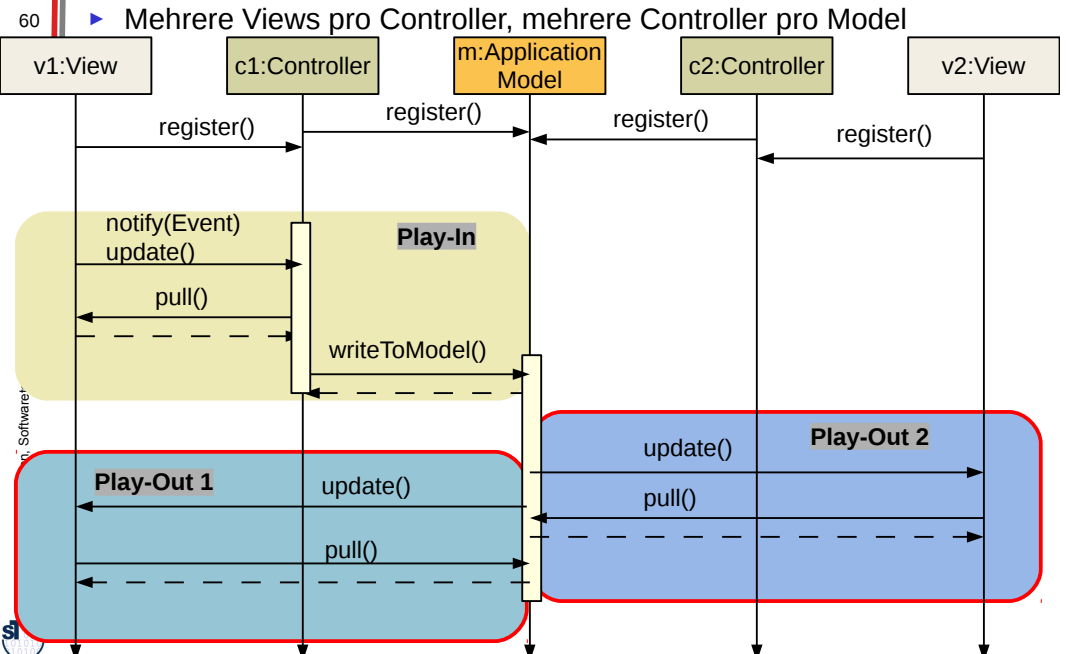 60
► Mehrere Views pro Controller, mehrere Controller pro Model
v1:View
c1:Controller
m:Application
Model
c2:Controller
v2:View
register()
register()
register()
register()
notify(Event)
update()
Play-In
pull()
writeToModel()
Play-Out 2
update()
Play-Out 1
update()
pull()
pull()